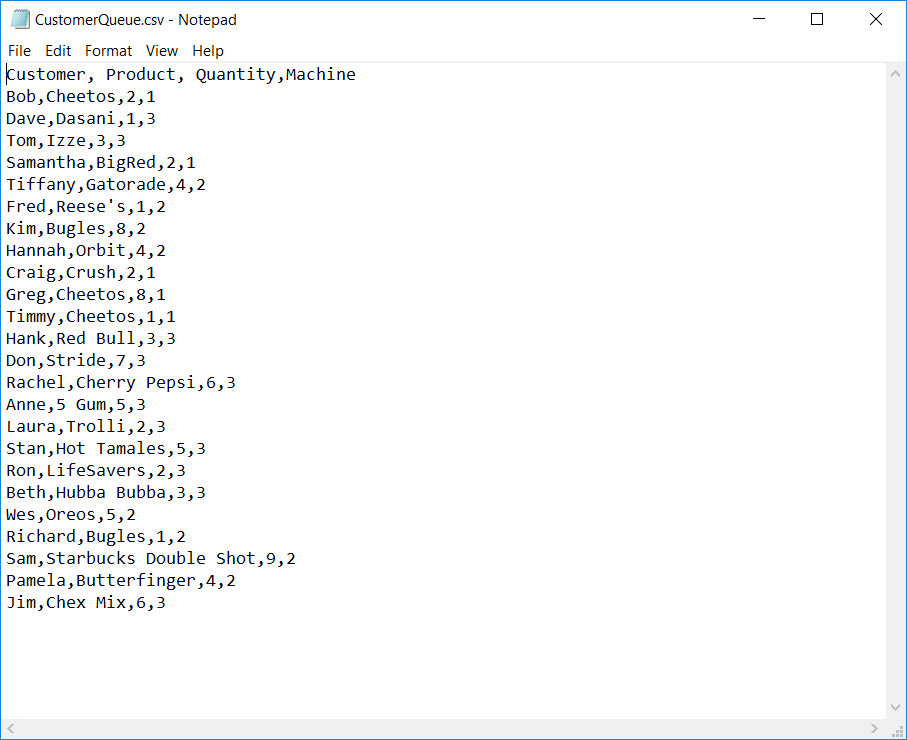 CustomerQueue.csv - Notepad
File Edit Format View Help
Customer, Product, Quantity,Machine
Bob,Cheetos,2,1
Dave,Dasani,1,3
Tom,Izze,3,3
Samantha,BigRed,2,1
Tiffany,Gatorade,4,2
Fred,Reese's,1,2
Kim,Bugles,8,2
Hannah,Orbit,4,2
Craig,Crush,2,1
Greg,Cheetos,8,1
Timmy,Cheetos,1,1
Hank,Red Bull,3,3
Don,Stride,7,3
Rachel,Cherry Pepsi,6,3
Anne,5 Gum,5,3
Laura,Trolli,2,3
Stan,Hot Tamales,5,3
Ron,LifeSavers,2,3
Beth,Hubba Bubba,3,3
Wes,Oreos,5,2
Richard,Bugles,1,2
Sam,Starbucks Double Shot,9,2
Pamela,Butterfinger,4,2
Jim,Chex Mix,6,3